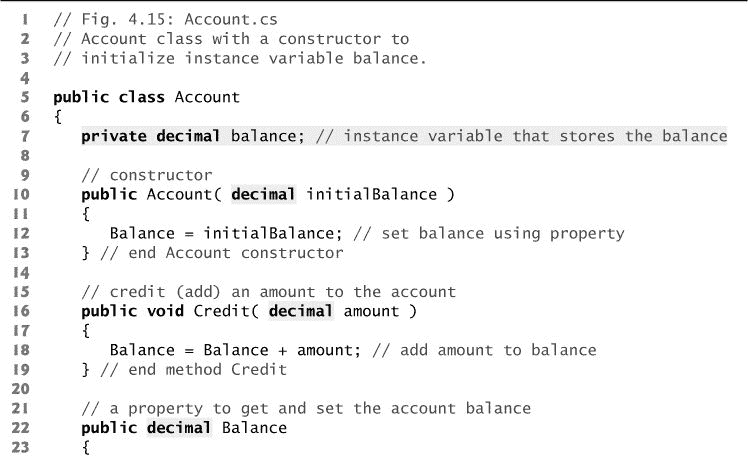 1 // Fig. 4.15: Account.cs
2 // Account class with a constructor to
3 // initialize instance variable balance.
4
5 public class Account
6 {
7 private decimal balance; // instance variable that stores the balance
8
9 // constructor
10 public Account( decimal initialBalance )
11 {
12 Balance = initialBalance; // set balance using property
13 } // end Account constructor
14
15 // credit (add) an amount to the account
16 public void Credit( decimal amount )
17 {
18 Balance = Balance + amount; // add amount to balance
19 } // end method Credit
20
21 // a property to get and set the account balance
22 public decimal Balance
23 {